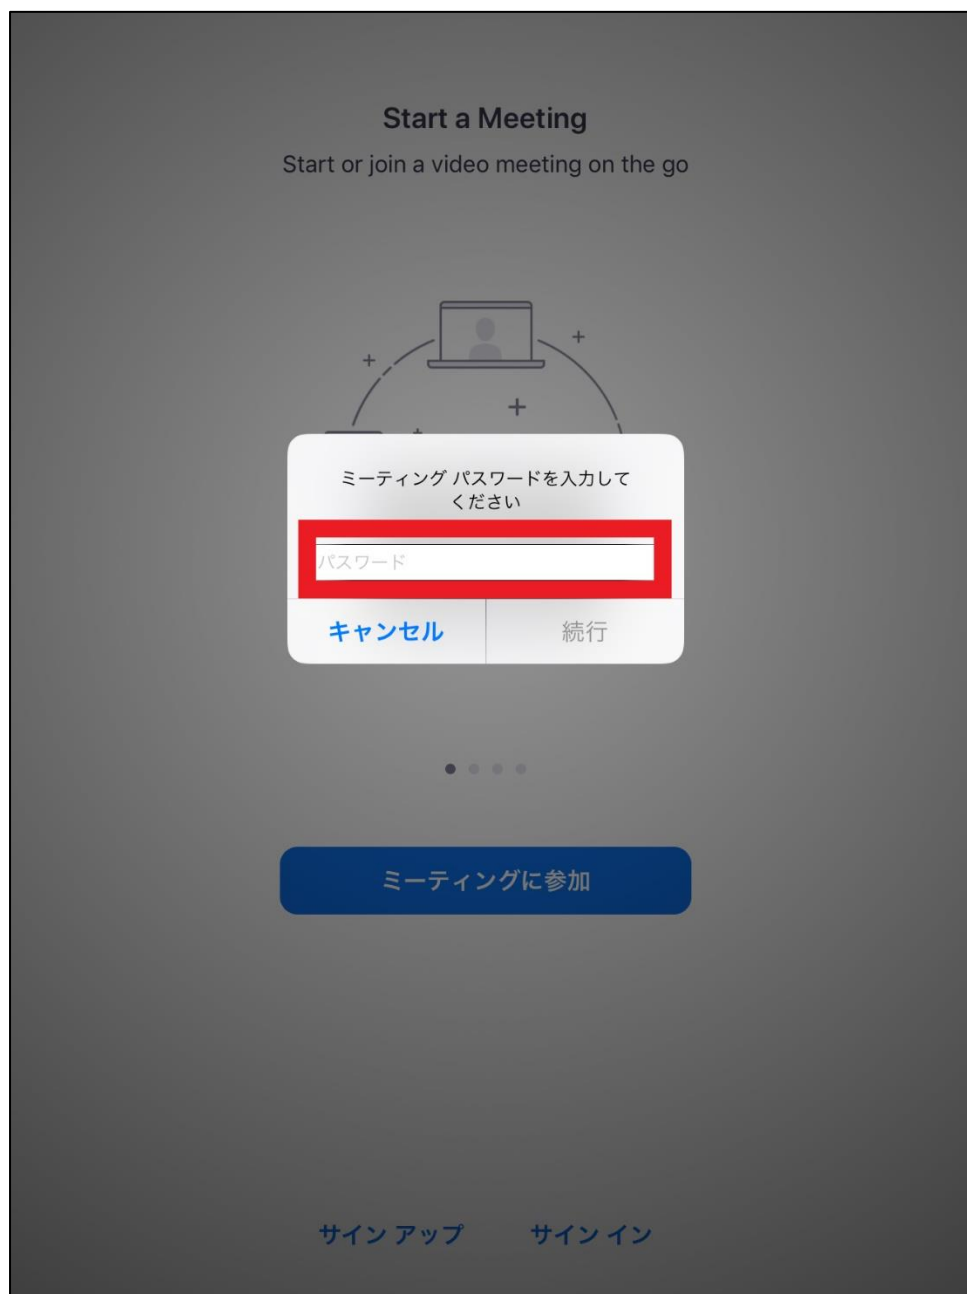 Start a Meeting
Start or join a video meeting on the go
ミーティング パスワードを入力して
ください
パスワード
キャンセル
続行
ミーティングに参加
サイン アップ
サイン イン